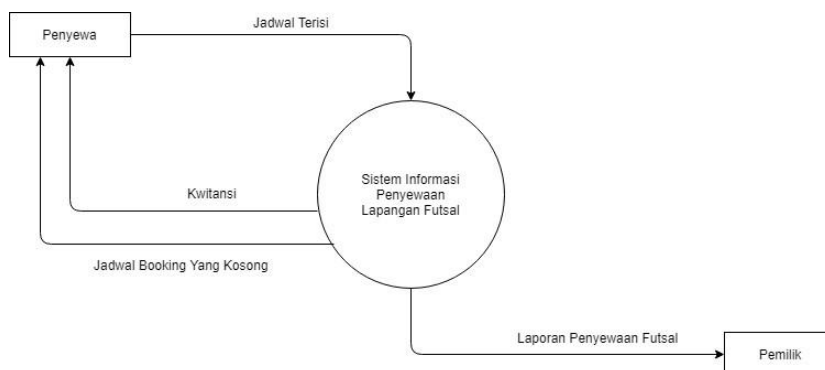 Jadwal Terisi
Penyewa
Sistem Informasi
Penyewaan
Lapangan Futsal
Kwitansi
Jadwal Booking Yang Kosong
Laporan Penyewaan Futsal
Pemilik